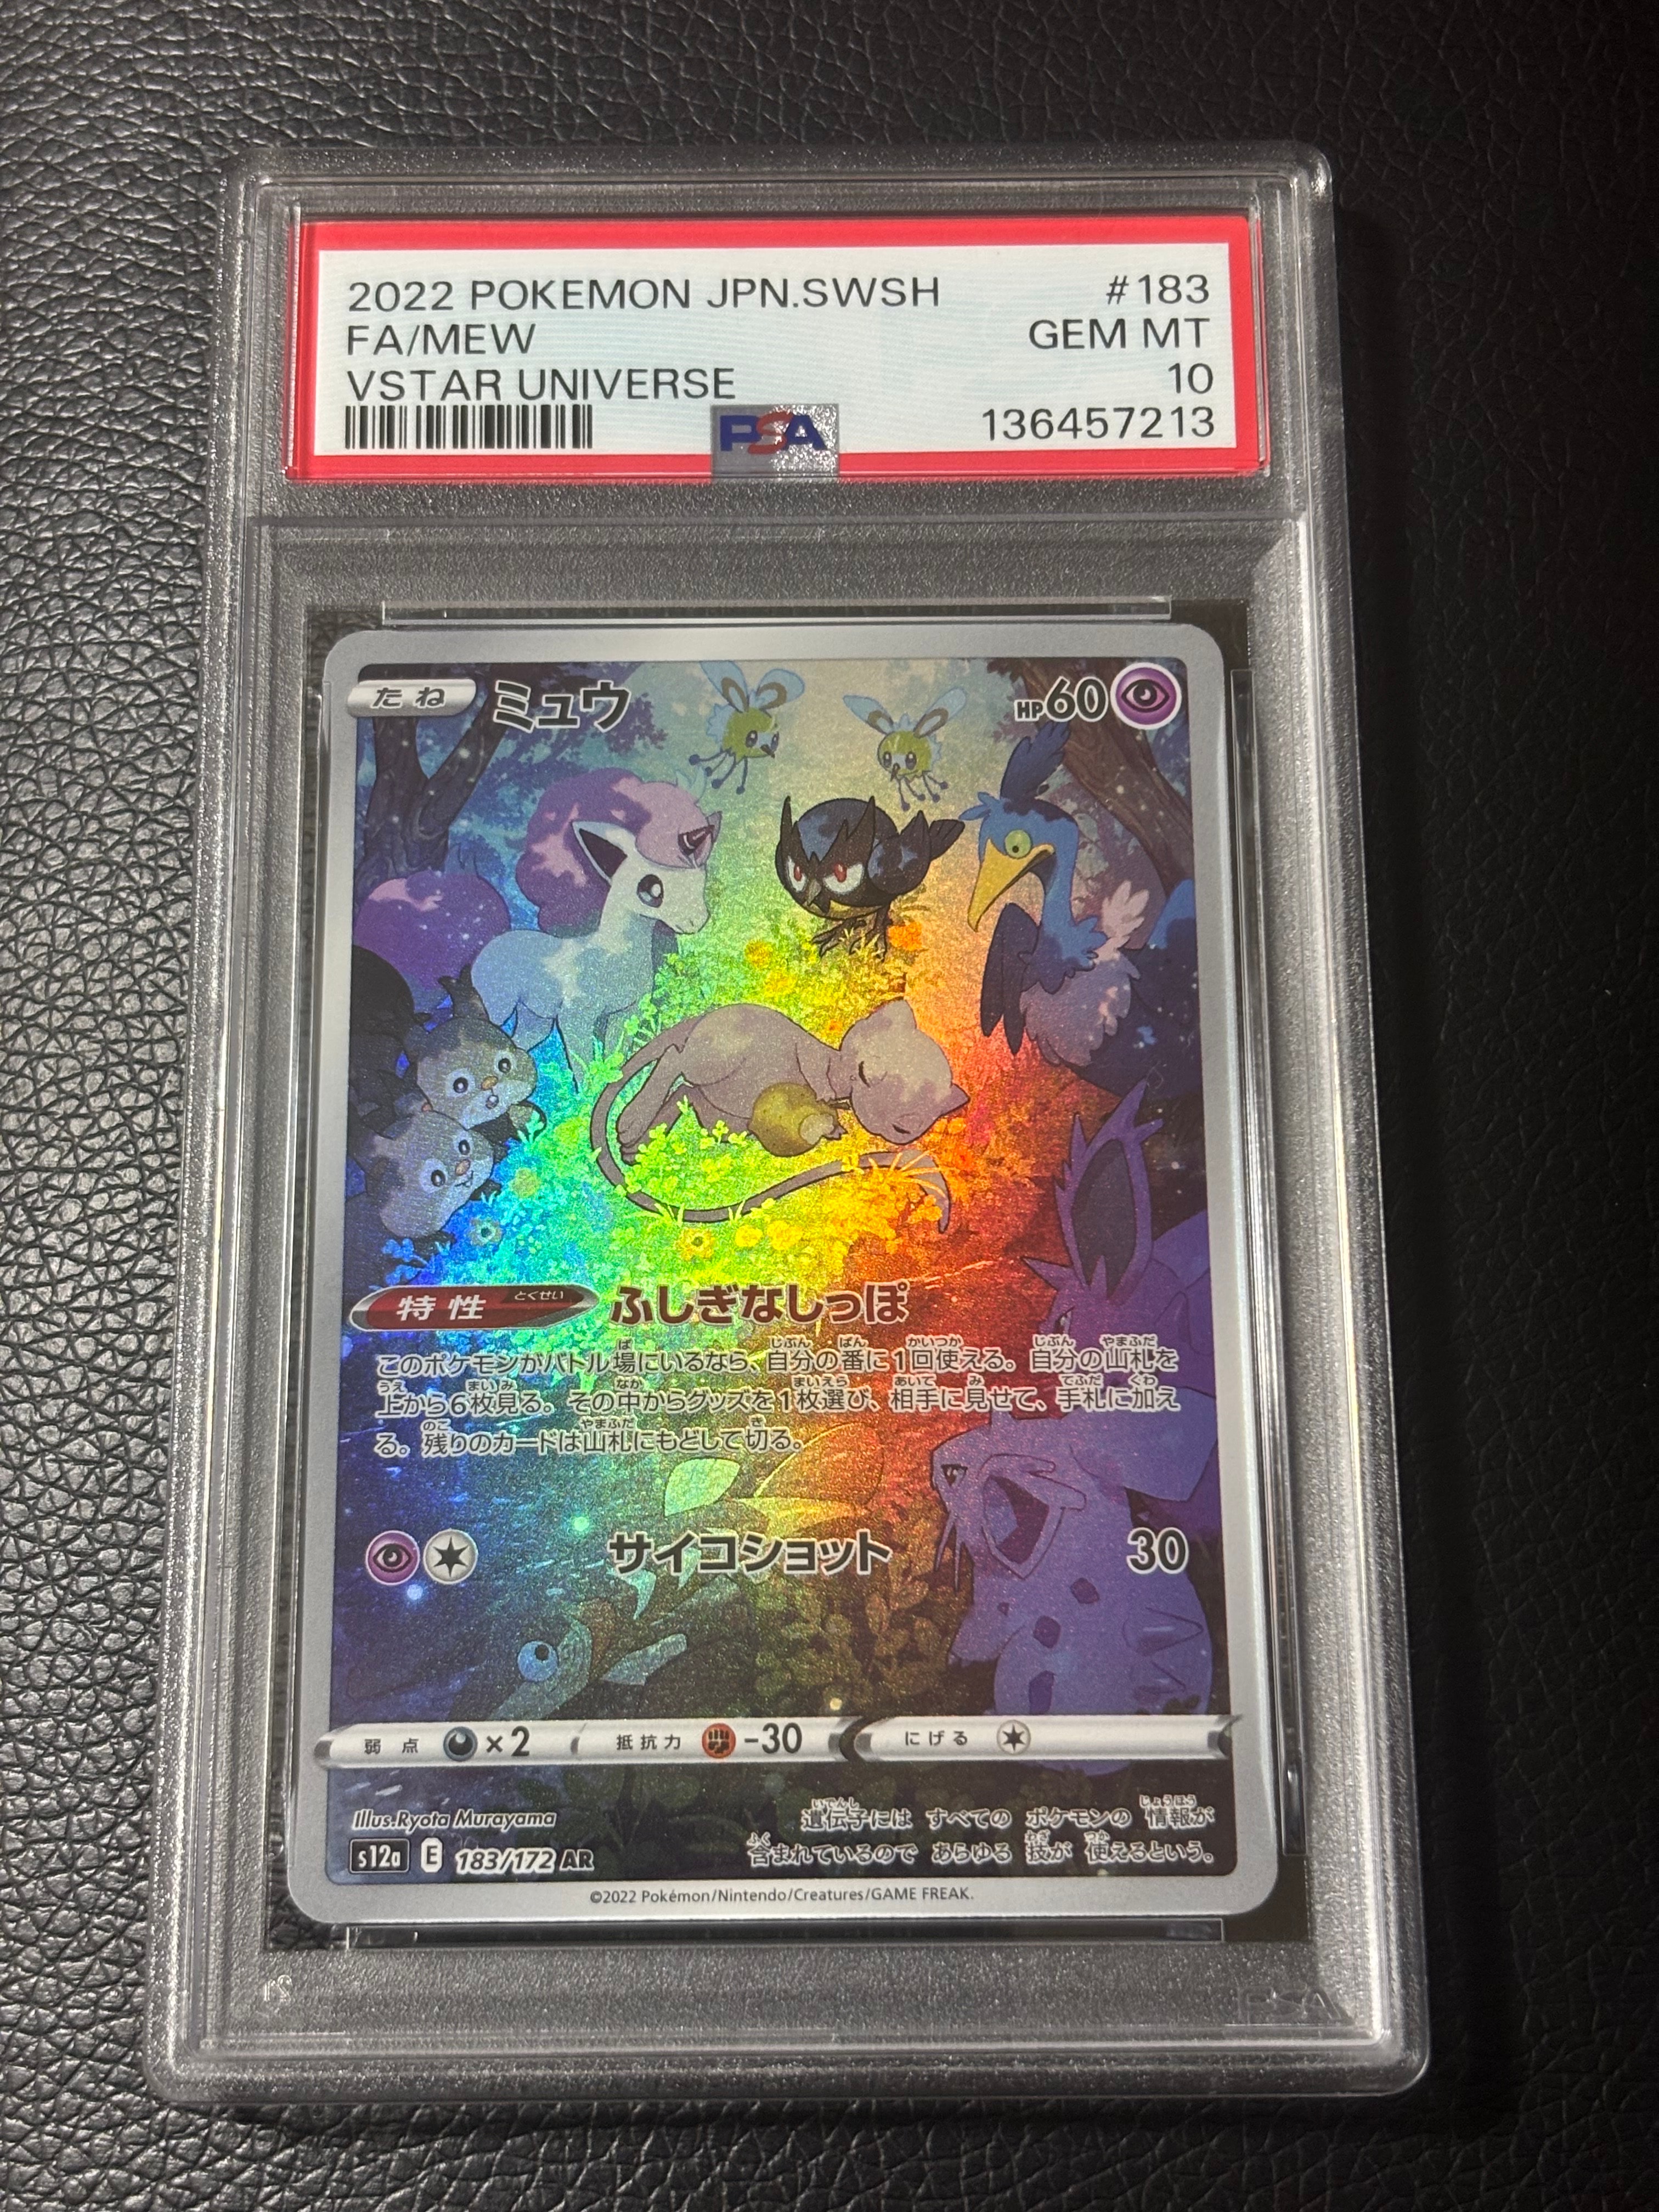 2022 POKEMON JPN.SWSH #183
FA/MEW GEM MT
VSTAR UNIVERSE 10
PSA 136457213
たね ミュウ HP60
特性 とくせい ふしぎなしっぽ
このポケモンがバトル場にいるなら、自分の番に1回使える。自分の山札を
上から6枚見る。その中からグッズを1枚選び、相手に見せて、手札に加え
る。残りのカードは山札にもどして切る。
サイコショット 30
弱点 ×2 抵抗力 -30 にげる
Illus.Ryota Murayama
遺伝子には すべての ポケモンの 情報が
含まれているので あらゆる 技が 使えるという。
s12a E 183/172 AR
©2022 Pokémon/Nintendo/Creatures/GAME FREAK.
PSA